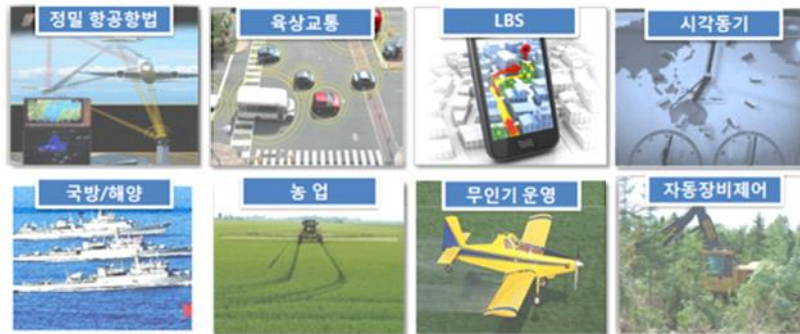 정밀 항공항법
육상교통
LBS
시각동기
국방/해양
농 업
무인기 운영
자동장비제어